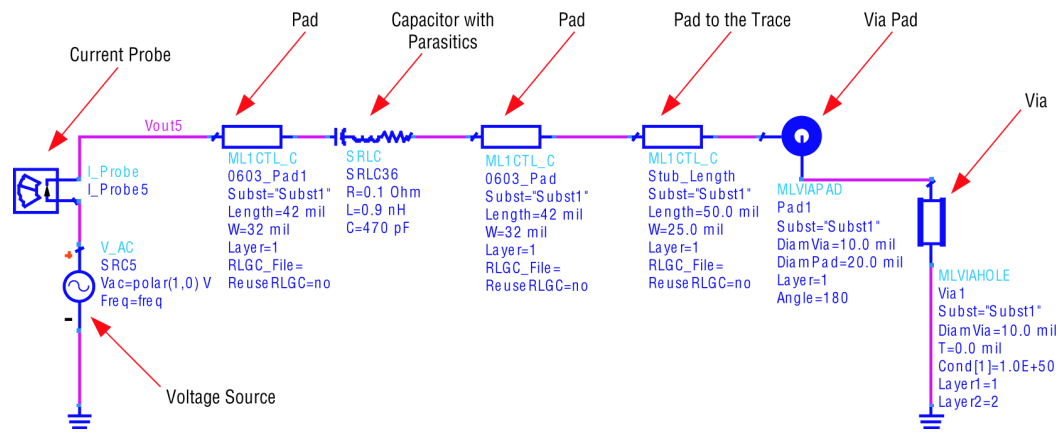 Pad
Capacitor with
Parasitics
Pad
Pad to the Trace
Via Pad
Current Probe
Via
Vout5
I_Probe
I_Probe5
V_AC
SRC5
Vac=polar(1,0) V
Freq=freq
Voltage Source
ML1CTL_C
0603_Pad1
Subst="Subst1"
Length=42 mil
W=32 mil
Layer=1
RLGC_File=
ReuseRLGC=no
SRLC
SRLC36
R=0.1 Ohm
L=0.9 nH
C=470 pF
ML1CTL_C
0603_Pad
Subst="Subst1"
Length=42 mil
W=32 mil
Layer=1
RLGC_File=
ReuseRLGC=no
ML1CTL_C
Stub_Length
Subst="Subst1"
Length=50.0 mil
W=25.0 mil
Layer=1
RLGC_File=
ReuseRLGC=no
MLVIAPAD
Pad1
Subst="Subst1"
DiamVia=10.0 mil
DiamPad=20.0 mil
Layer=1
Angle=180
MLVIAHOLE
Via1
Subst="Subst1"
DiamVia=10.0 mil
T=0.0 mil
Cond[1]=1.0E+50
Layer1=1
Layer2=2